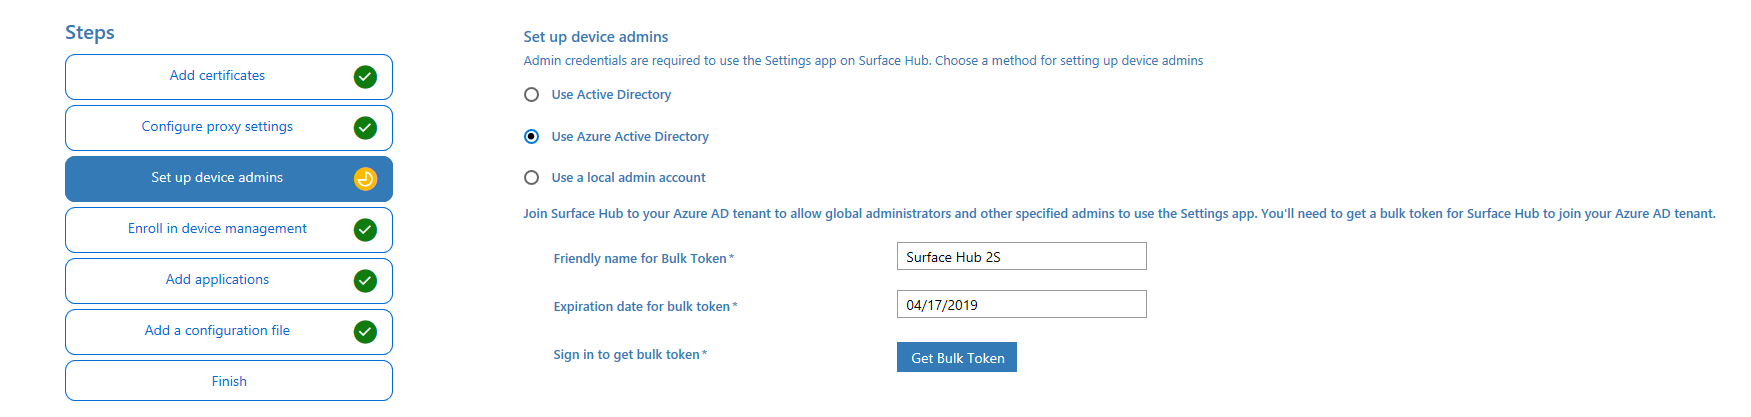 Steps
Add certificates
Configure proxy settings
Set up device admins
Enroll in device management
Add applications
Add a configuration file
Finish
Set up device admins
Admin credentials are required to use the Settings app on Surface Hub. Choose a method for setting up device admins
Use Active Directory
Use Azure Active Directory
Use a local admin account
Join Surface Hub to your Azure AD tenant to allow global administrators and other specified admins to use the Settings app. You'll need to get a bulk token for Surface Hub to join your Azure AD tenant.
Friendly name for Bulk Token* Surface Hub 2S
Expiration date for bulk token* 04/17/2019
Sign in to get bulk token* Get Bulk Token